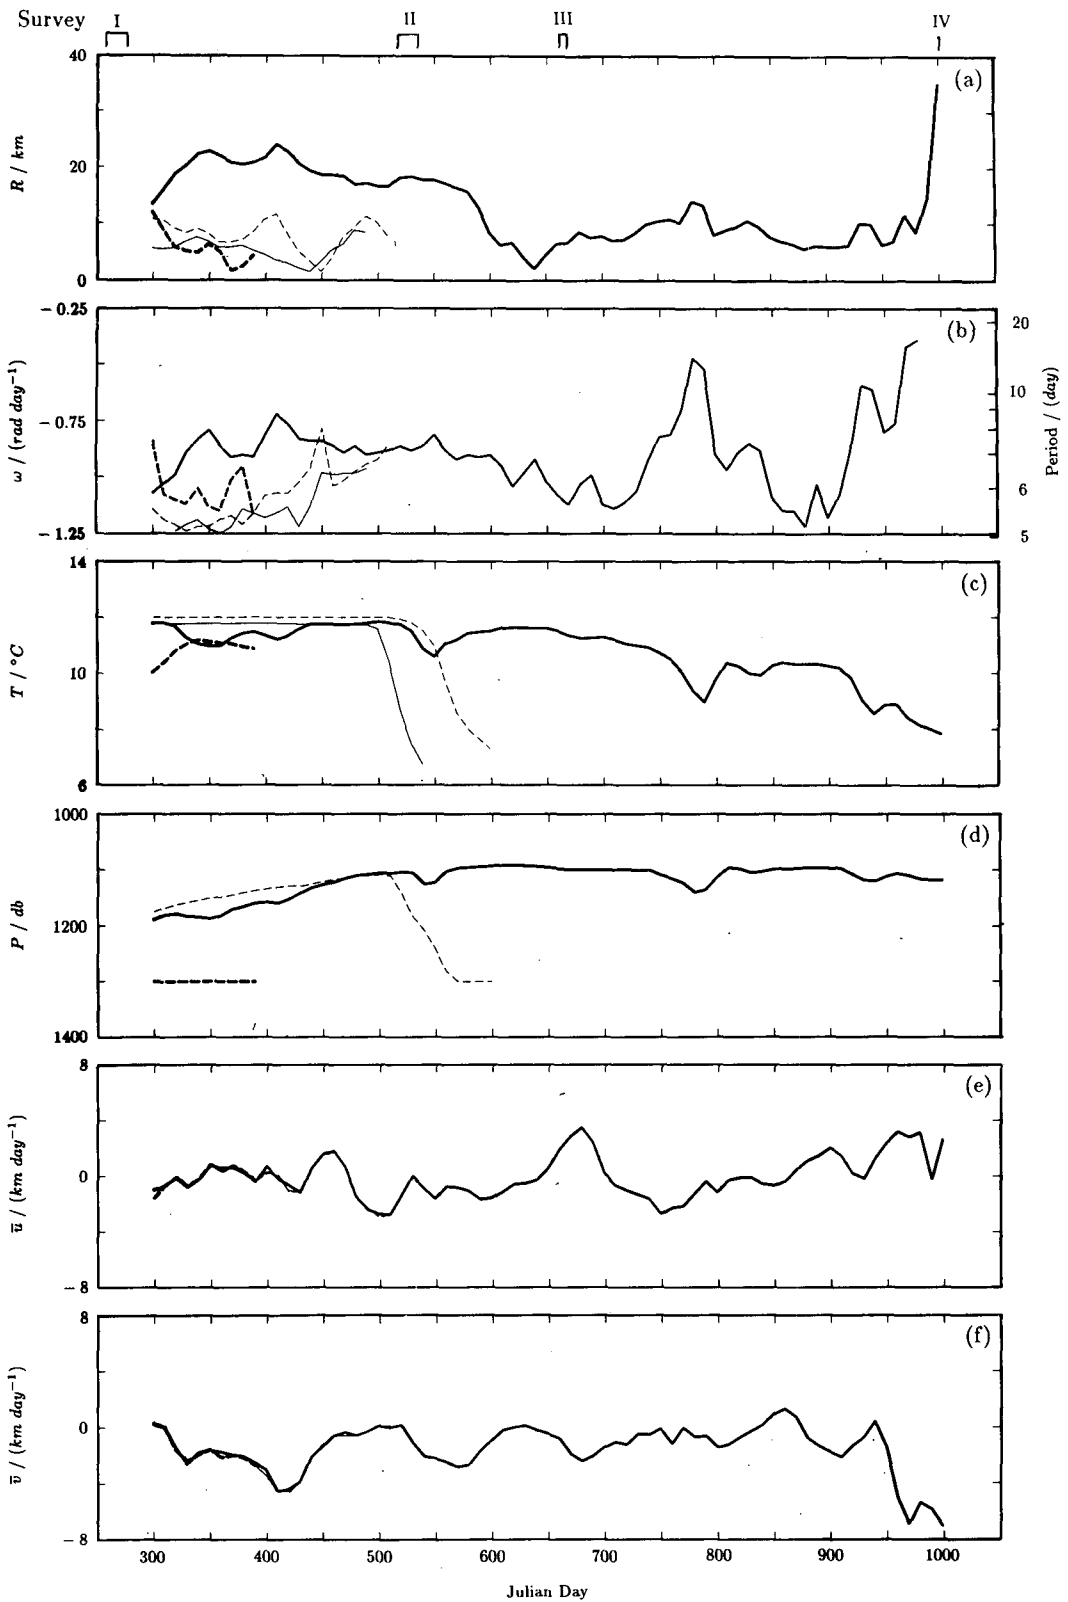 Survey I II III IV
(a)
40
20
0
R / km
(b)
− 0.25
− 0.75
− 1.25
ω / (rad day⁻¹)
20
10
6
5
Period / (day)
(c)
14
10
6
T / °C
(d)
1000
1200
1400
P / db
(e)
8
0
− 8
u̅ / (km day⁻¹)
(f)
8
0
− 8
v̅ / (km day⁻¹)
300 400 500 600 700 800 900 1000
Julian Day